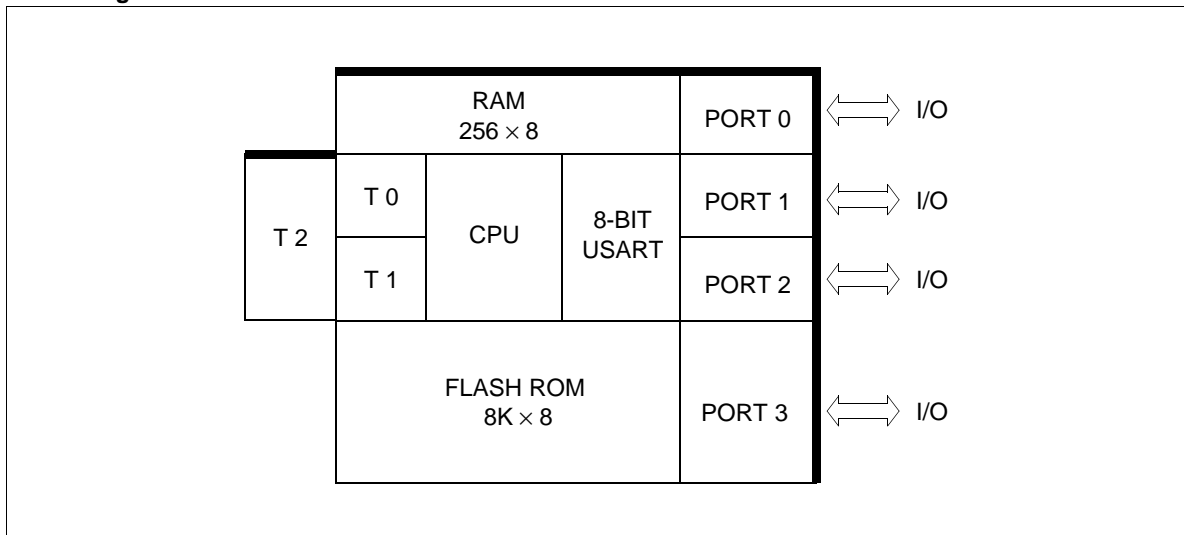 RAM
256 × 8
PORT 0
I/O
T 0
PORT 1
I/O
T 2
CPU
8-BIT
USART
T 1
PORT 2
I/O
FLASH ROM
8K × 8
PORT 3
I/O